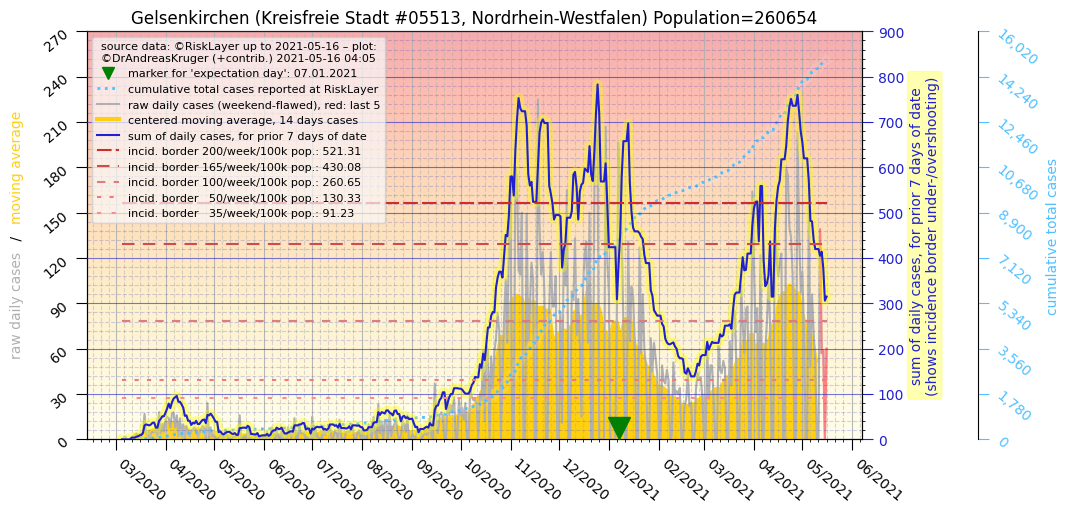 Gelsenkirchen (Kreisfreie Stadt #05513, Nordrhein-Westfalen) Population=260654
source data: ©RiskLayer up to 2021-05-16 – plot:
©DrAndreasKruger (+contrib.) 2021-05-16 04:05
marker for 'expectation day': 07.01.2021
cumulative total cases reported at RiskLayer
raw daily cases (weekend-flawed), red: last 5
centered moving average, 14 days cases
sum of daily cases, for prior 7 days of date
incid. border 200/week/100k pop.: 521.31
incid. border 165/week/100k pop.: 430.08
incid. border 100/week/100k pop.: 260.65
incid. border   50/week/100k pop.: 130.33
incid. border   35/week/100k pop.: 91.23
raw daily cases  /  moving average
270
240
210
180
150
120
90
60
30
0
03/2020
04/2020
05/2020
06/2020
07/2020
08/2020
09/2020
10/2020
11/2020
12/2020
01/2021
02/2021
03/2021
04/2021
05/2021
06/2021
900
800
700
600
500
400
300
200
100
0
sum of daily cases, for prior 7 days of date
(shows incidence border under-/overshooting)
16,020
14,240
12,460
10,680
8,900
7,120
5,340
3,560
1,780
0
cumulative total cases